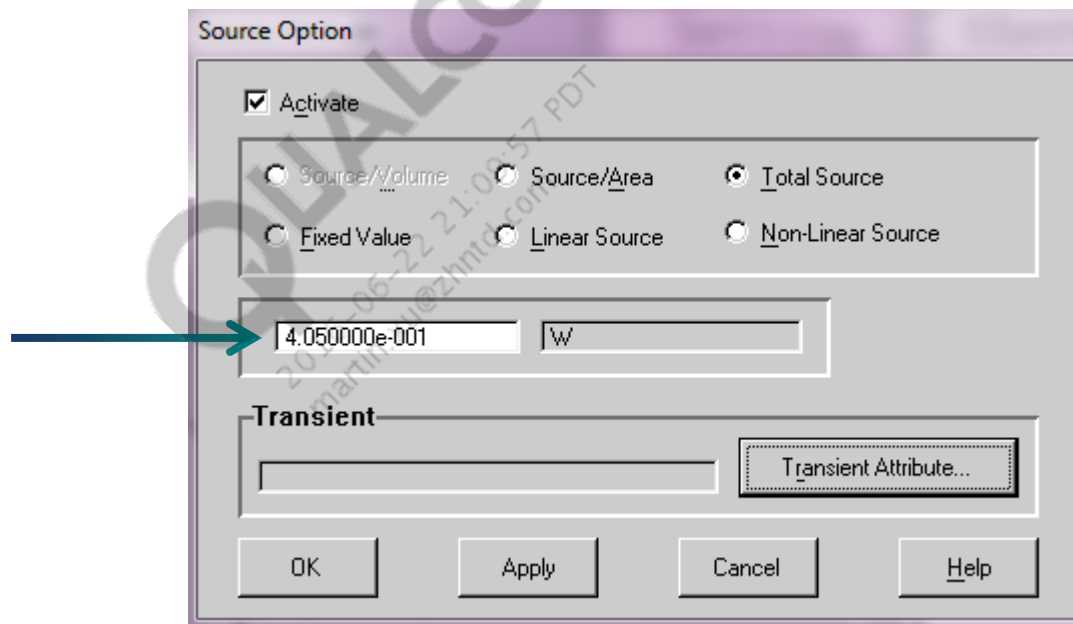 Source Option
Activate
Source/Volume Source/Area Total Source
Fixed Value Linear Source Non-Linear Source
4.050000e-001 W
Transient
Transient Attribute...
OK Apply Cancel Help